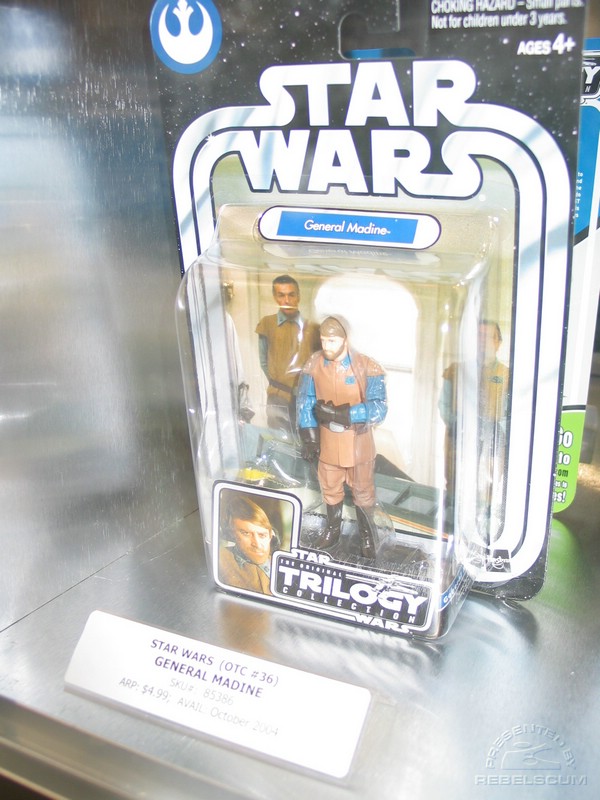 CHOKING HAZARD – Small parts.
Not for children under 3 years.
AGES 4+
STAR
WARS
General Madine™
STAR
THE ORIGINAL
TRILOGY
COLLECTION
WARS
STAR WARS (OTC #36)
GENERAL MADINE
SKU# 85386
ARP: $4.99, AVAIL. October 2004
PRESENTED BY
REBELSCUM